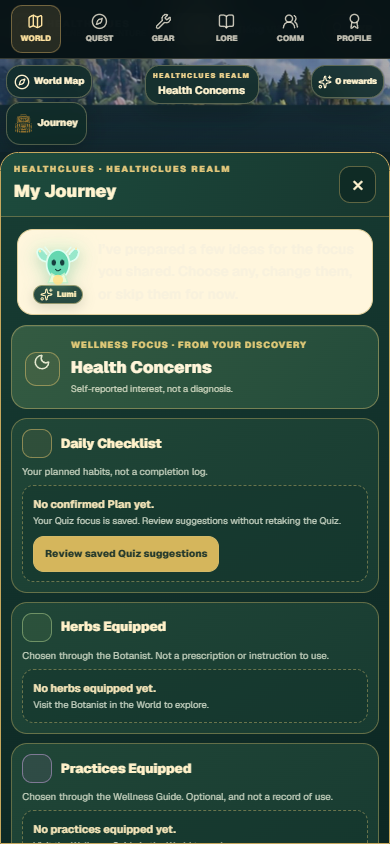 WORLD
QUEST
GEAR
LORE
COMM
PROFILE
World Map
HEALTHCLUES REALM
Health Concerns
0 rewards
Journey
HEALTHCLUES · HEALTHCLUES REALM
My Journey
I've prepared a few ideas for the focus
you shared. Choose any, change them,
or skip them for now.
Lumi
WELLNESS FOCUS · FROM YOUR DISCOVERY
Health Concerns
Self-reported interest, not a diagnosis.
Daily Checklist
Your planned habits, not a completion log.
No confirmed Plan yet.
Your Quiz focus is saved. Review suggestions without retaking the Quiz.
Review saved Quiz suggestions
Herbs Equipped
Chosen through the Botanist. Not a prescription or instruction to use.
No herbs equipped yet.
Visit the Botanist in the World to explore.
Practices Equipped
Chosen through the Wellness Guide. Optional, and not a record of use.
No practices equipped yet.